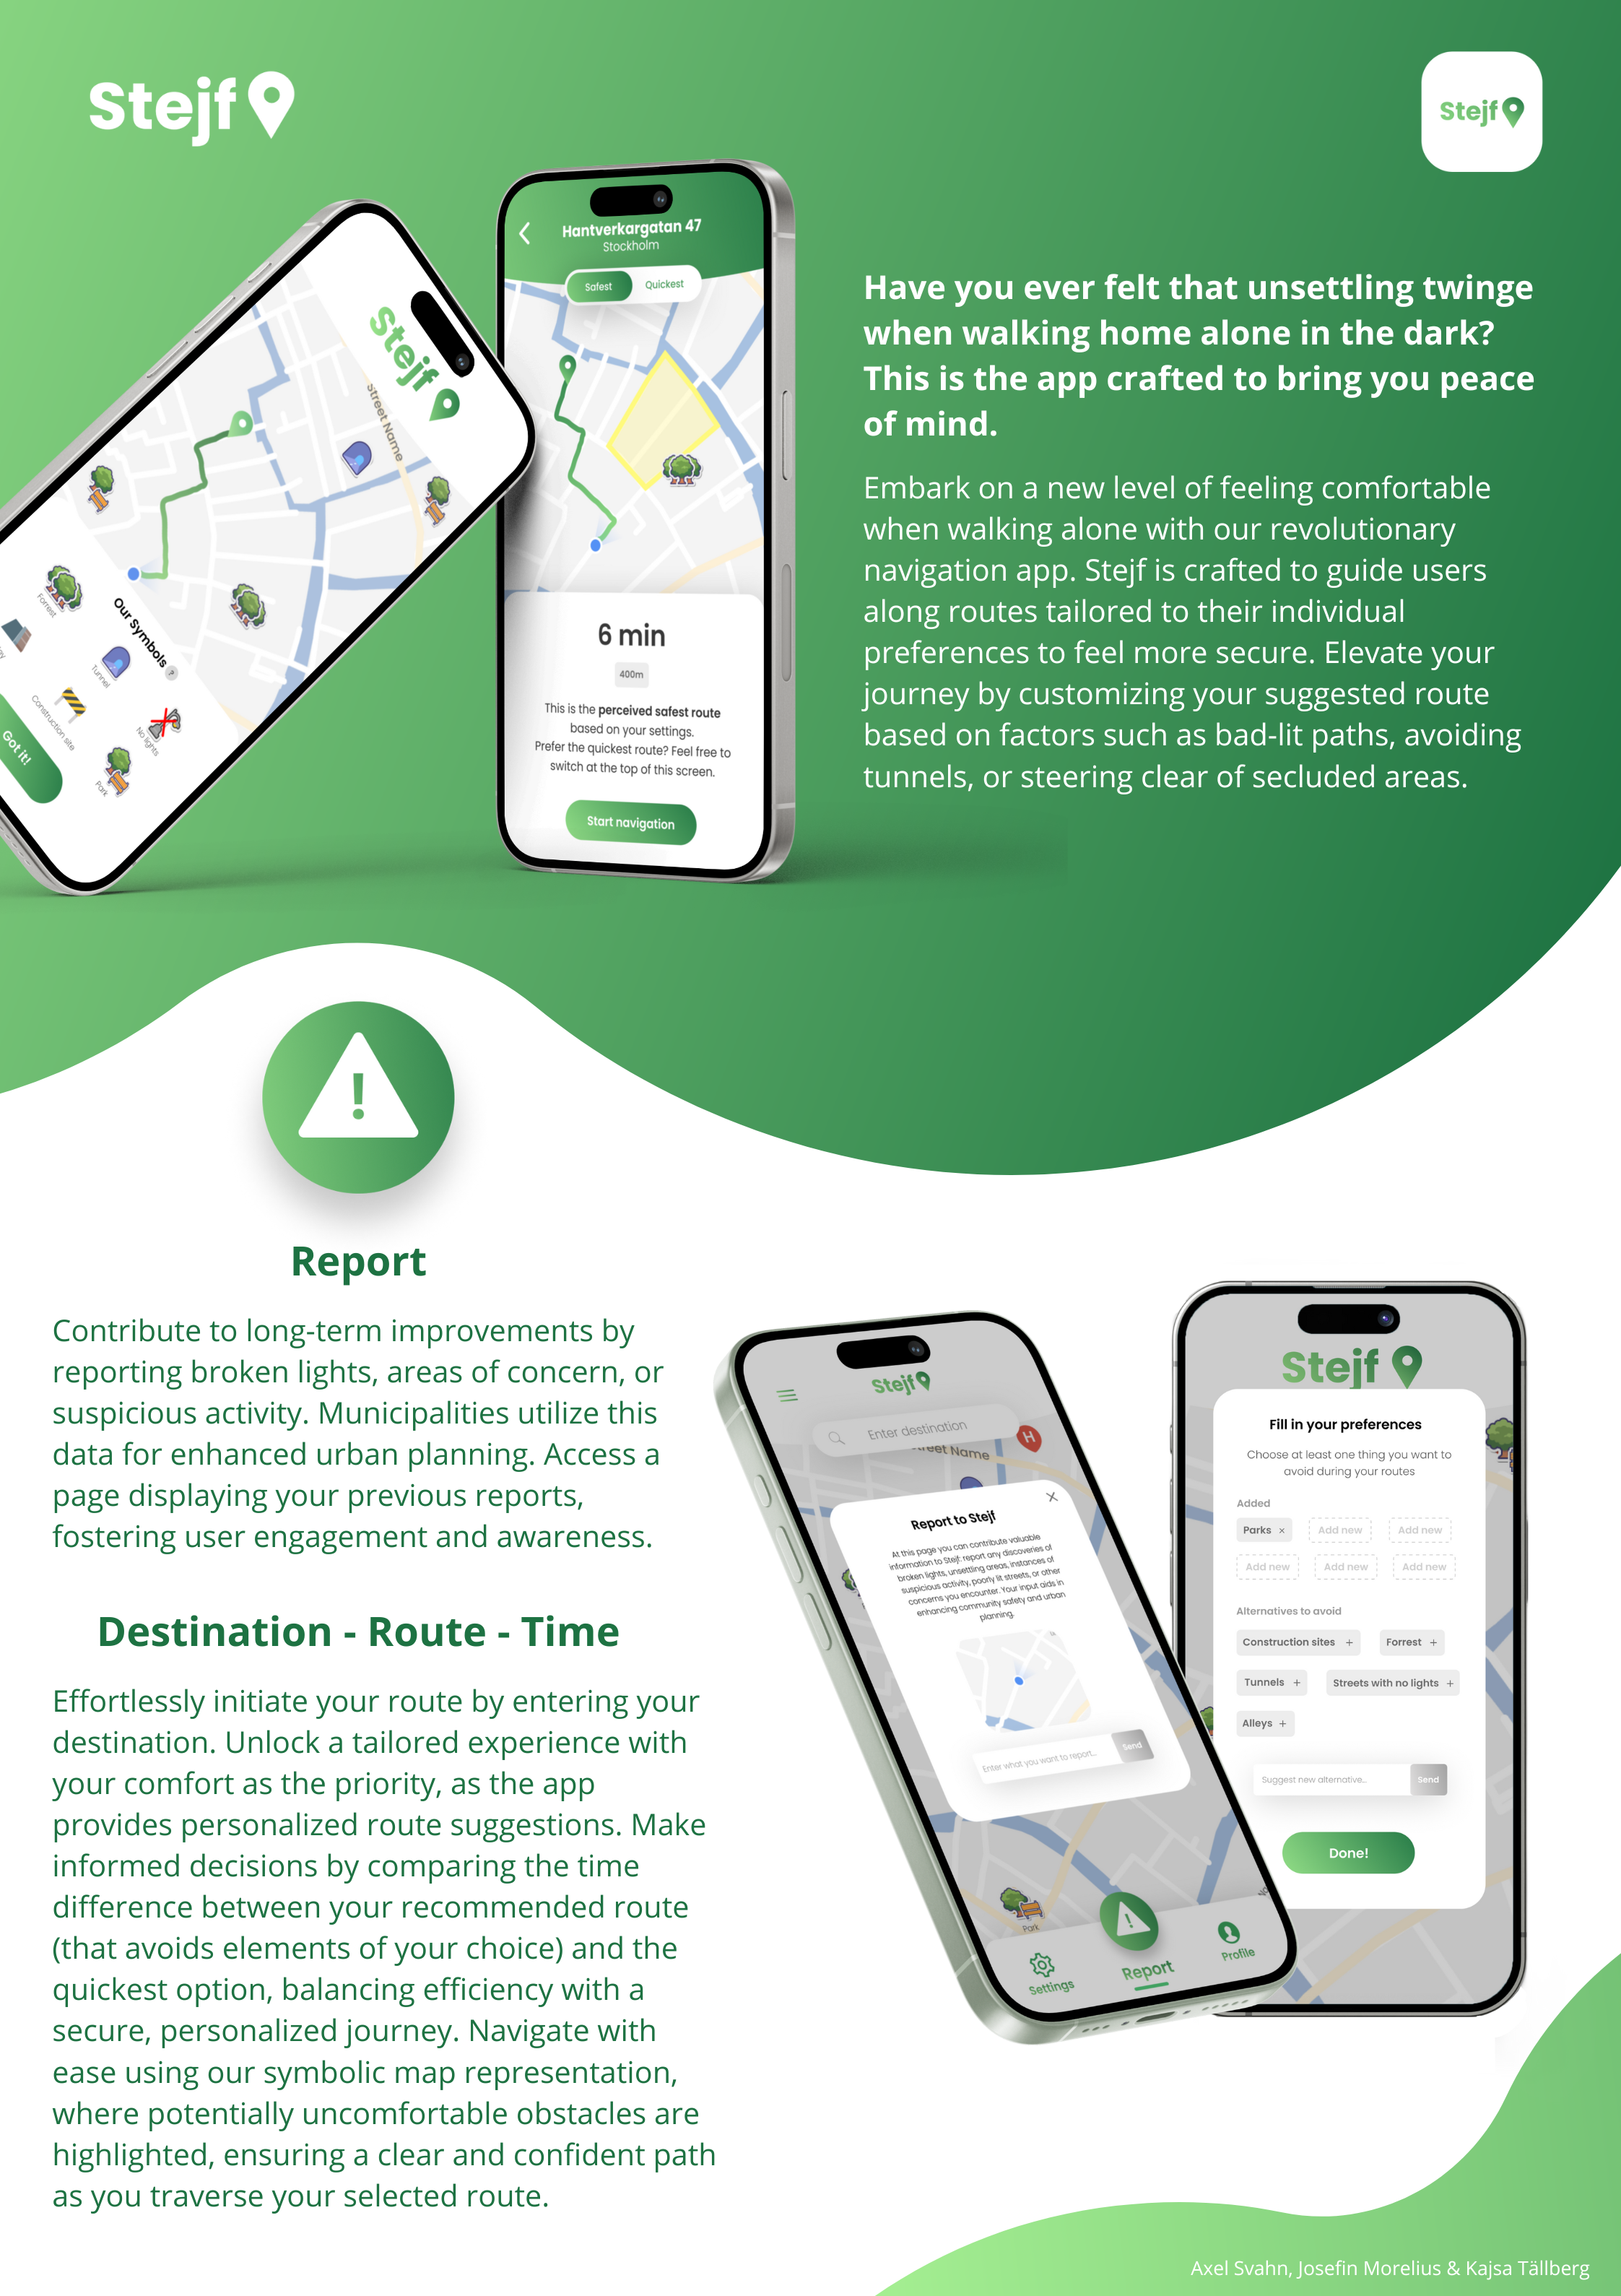 Stejf
Stejf
Hantverkargatan 47
Stockholm
Safest
Quickest
6 min
400m
This is the perceived safest route
based on your settings.
Prefer the quickest route? Feel free to
switch at the top of this screen.
Start navigation
Stejf
Street Name
Our Symbols
?
Forrest
Tunnel
Construction site
No lights
Park
Got it!
Have you ever felt that unsettling twinge
when walking home alone in the dark?
This is the app crafted to bring you peace
of mind.
Embark on a new level of feeling comfortable
when walking alone with our revolutionary
navigation app. Stejf is crafted to guide users
along routes tailored to their individual
preferences to feel more secure. Elevate your
journey by customizing your suggested route
based on factors such as bad-lit paths, avoiding
tunnels, or steering clear of secluded areas.
!
Report
Contribute to long-term improvements by
reporting broken lights, areas of concern, or
suspicious activity. Municipalities utilize this
data for enhanced urban planning. Access a
page displaying your previous reports,
fostering user engagement and awareness.
Destination - Route - Time
Effortlessly initiate your route by entering your
destination. Unlock a tailored experience with
your comfort as the priority, as the app
provides personalized route suggestions. Make
informed decisions by comparing the time
difference between your recommended route
(that avoids elements of your choice) and the
quickest option, balancing efficiency with a
secure, personalized journey. Navigate with
ease using our symbolic map representation,
where potentially uncomfortable obstacles are
highlighted, ensuring a clear and confident path
as you traverse your selected route.
Stejf
Enter destination
reet Name
H
Report to Stejf
At this page you can contribute valuable
information to Stejf: report any discoveries of
broken lights, unsettling areas, instances of
suspicious activity, poorly lit streets, or other
concerns you encounter. Your input aids in
enhancing community safety and urban
planning.
Enter what you want to report...
Send
Park
Settings
Report
Profile
Stejf
Fill in your preferences
Choose at least one thing you want to
avoid during your routes
Added
Parks ×
Add new
Add new
Add new
Add new
Add new
Alternatives to avoid
Construction sites +
Forrest +
Tunnels +
Streets with no lights +
Alleys +
Suggest new alternative...
Send
Done!
Axel Svahn, Josefin Morelius & Kajsa Tällberg